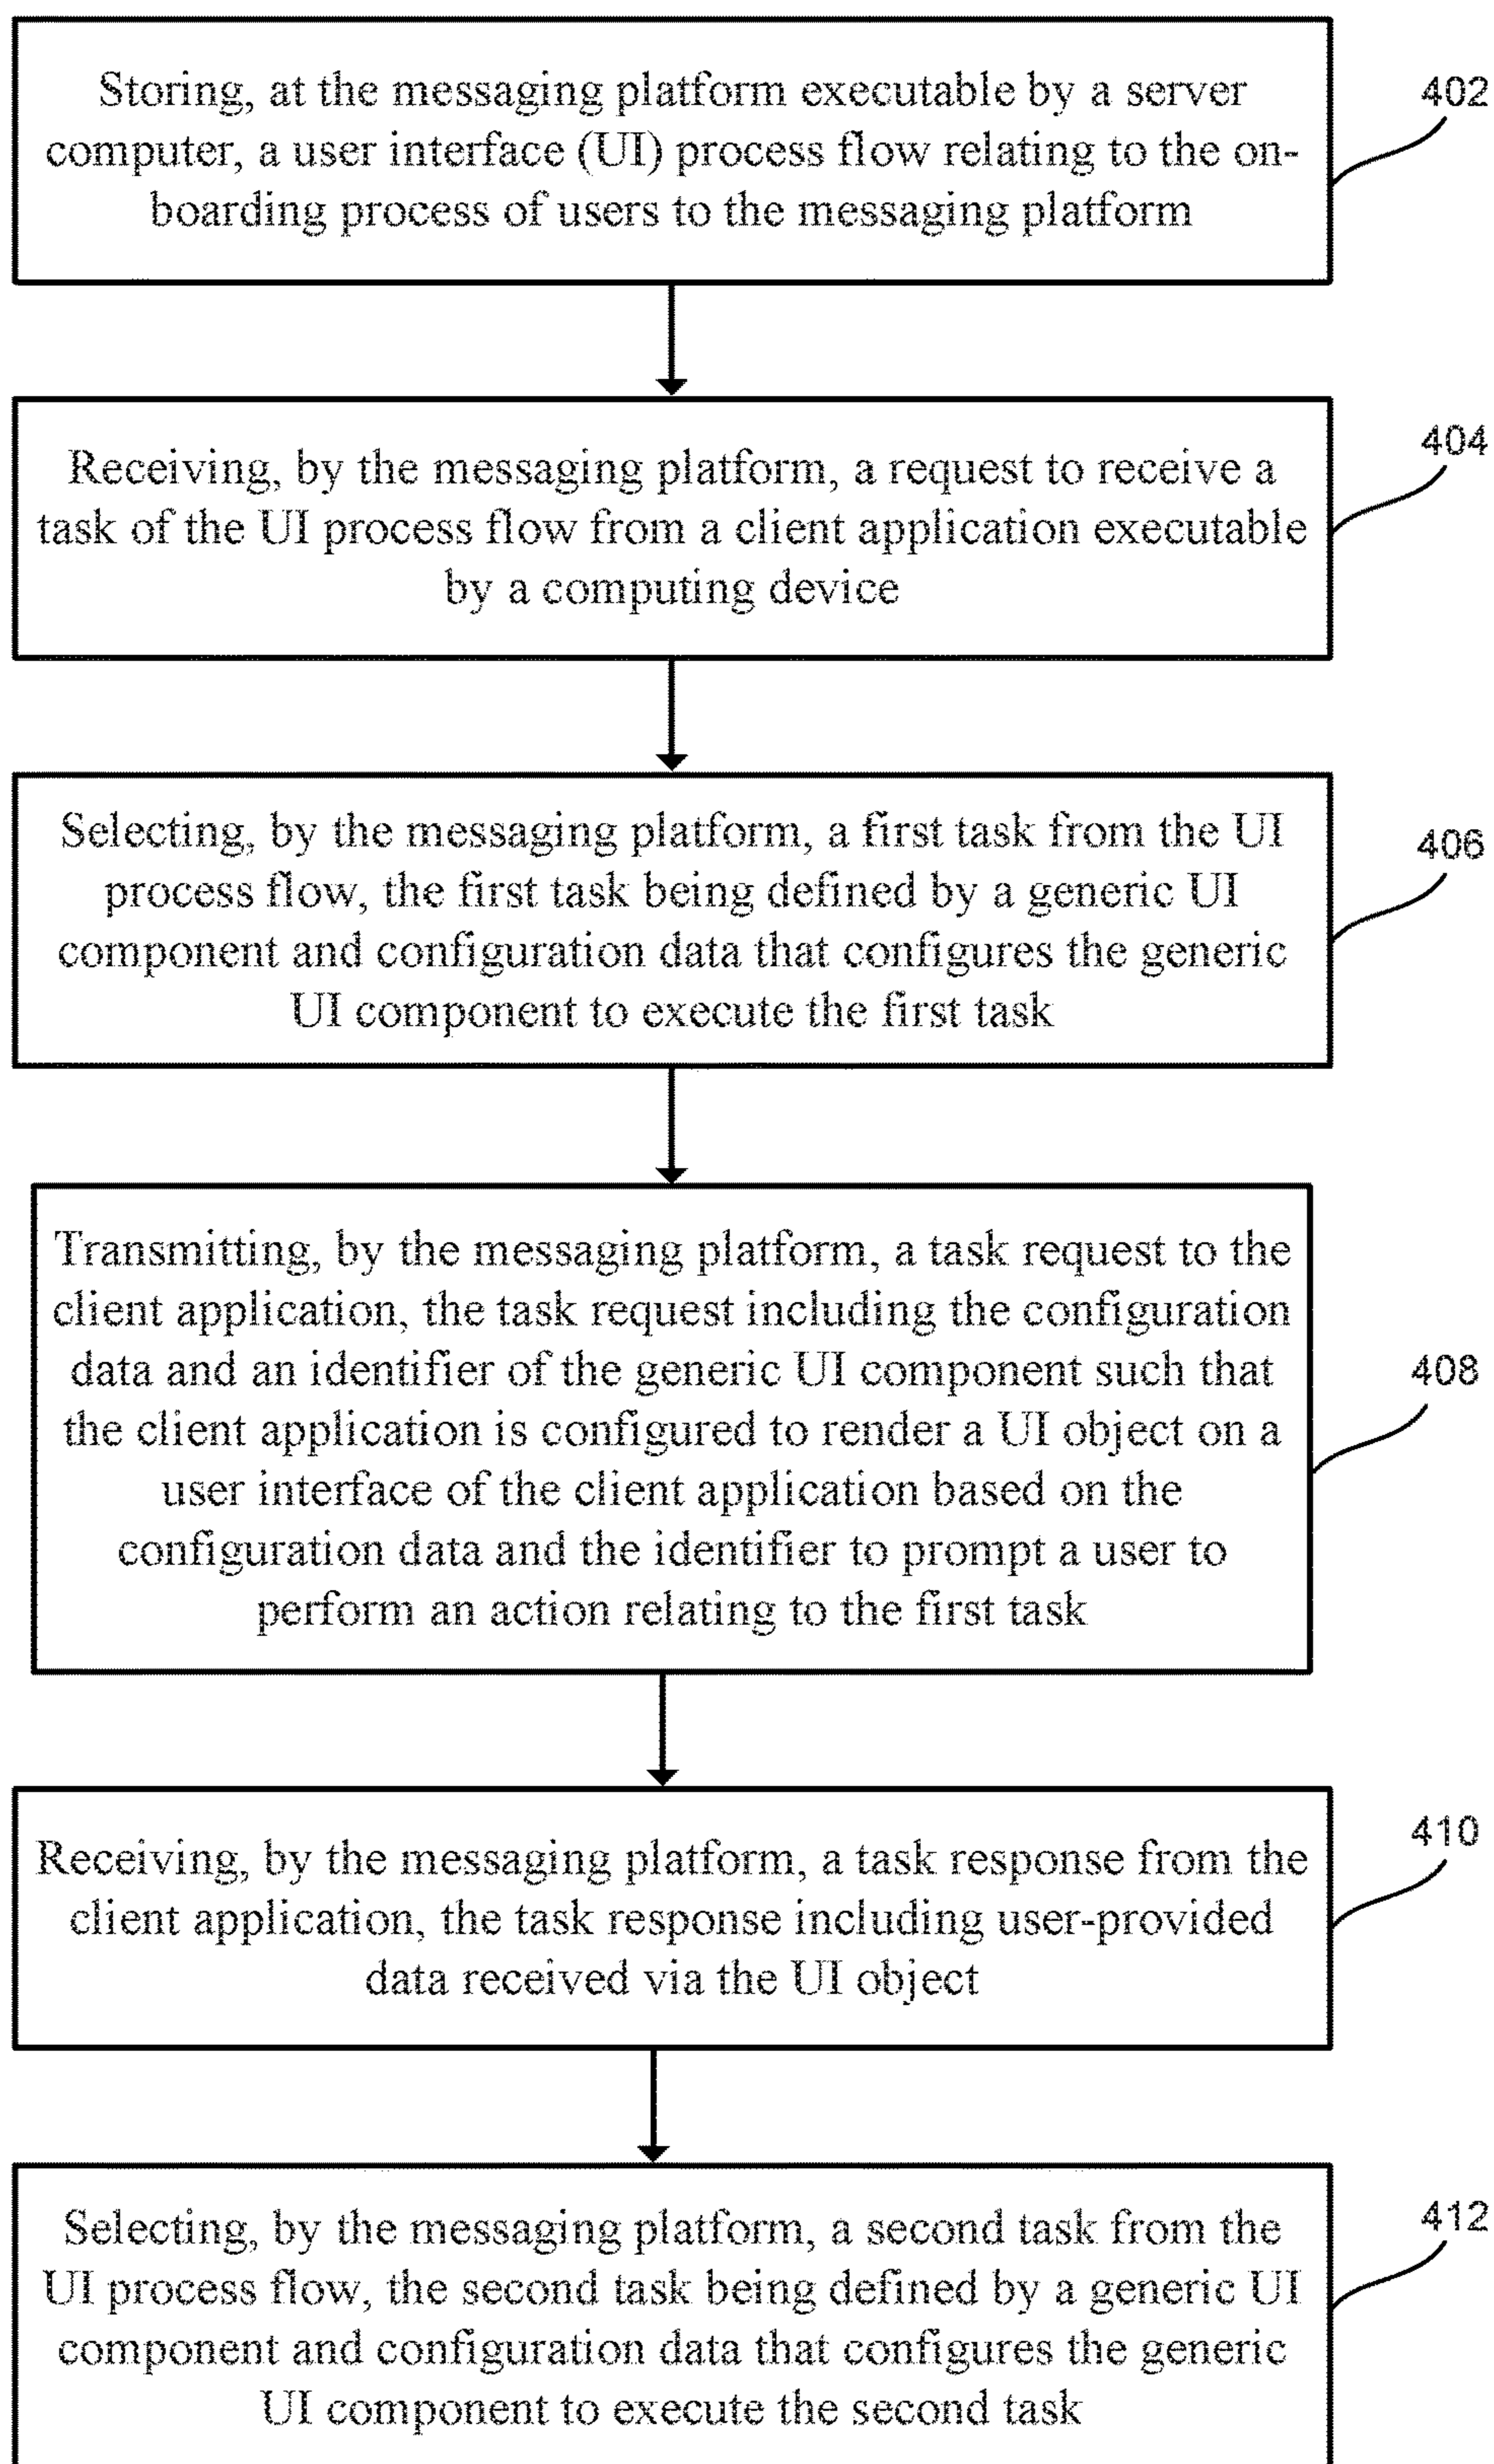 Storing, at the messaging platform executable by a server
computer, a user interface (UI) process flow relating to the on-
boarding process of users to the messaging platform
402
Receiving, by the messaging platform, a request to receive a
task of the UI process flow from a client application executable
by a computing device
404
Selecting, by the messaging platform, a first task from the UI
process flow, the first task being defined by a generic UI
component and configuration data that configures the generic
UI component to execute the first task
406
Transmitting, by the messaging platform, a task request to the
client application, the task request including the configuration
data and an identifier of the generic UI component such that
the client application is configured to render a UI object on a
user interface of the client application based on the
configuration data and the identifier to prompt a user to
perform an action relating to the first task
408
Receiving, by the messaging platform, a task response from the
client application, the task response including user-provided
data received via the UI object
410
Selecting, by the messaging platform, a second task from the
UI process flow, the second task being defined by a generic UI
component and configuration data that configures the generic
UI component to execute the second task
412